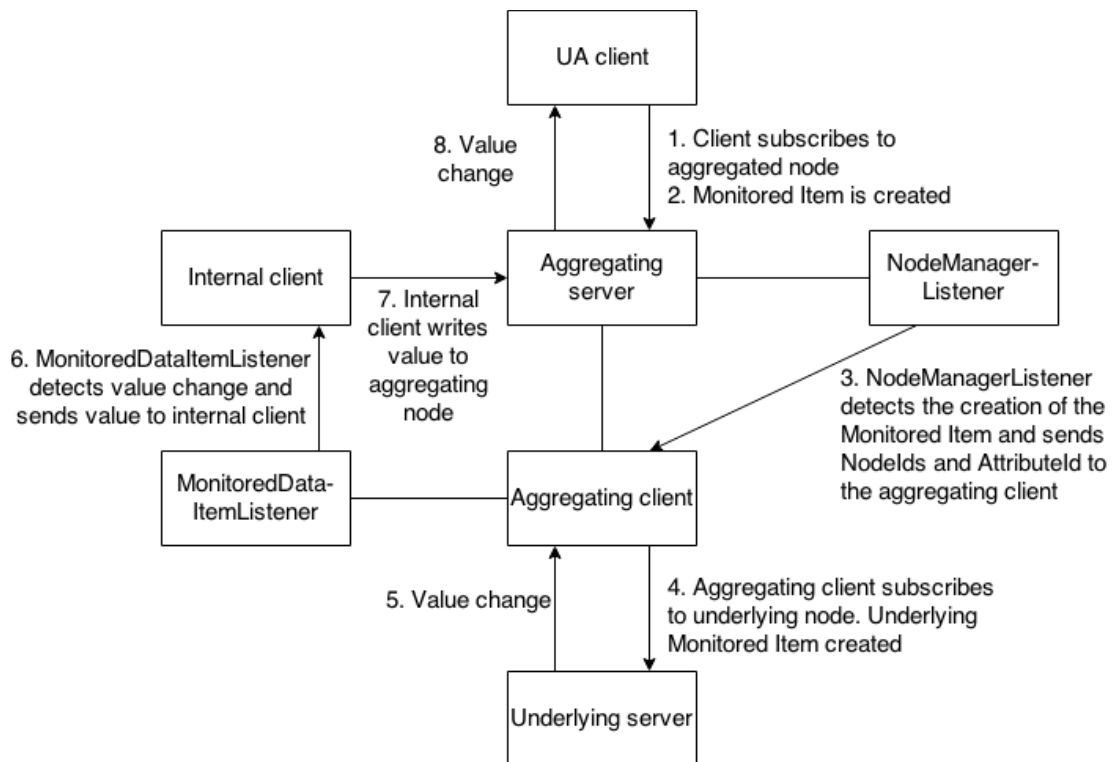 UA client
8. Value
change
1. Client subscribes to
aggregated node
2. Monitored Item is created
Internal client
Aggregating
server
NodeManager-
Listener
7. Internal
client writes
value to
aggregating
node
6. MonitoredDataItemListener
detects value change and
sends value to internal client
3. NodeManagerListener
detects the creation of the
Monitored Item and sends
NodeIds and AttributeId to
the aggregating client
MonitoredData-
ItemListener
Aggregating client
5. Value change
4. Aggregating client subscribes
to underlying node. Underlying
Monitored Item created
Underlying server